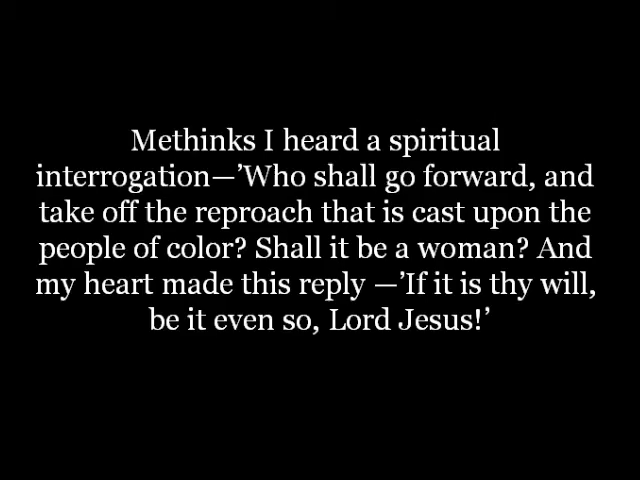 Methinks I heard a spiritual
interrogation—’Who shall go forward, and
take off the reproach that is cast upon the
people of color? Shall it be a woman? And
my heart made this reply —’If it is thy will,
be it even so, Lord Jesus!’